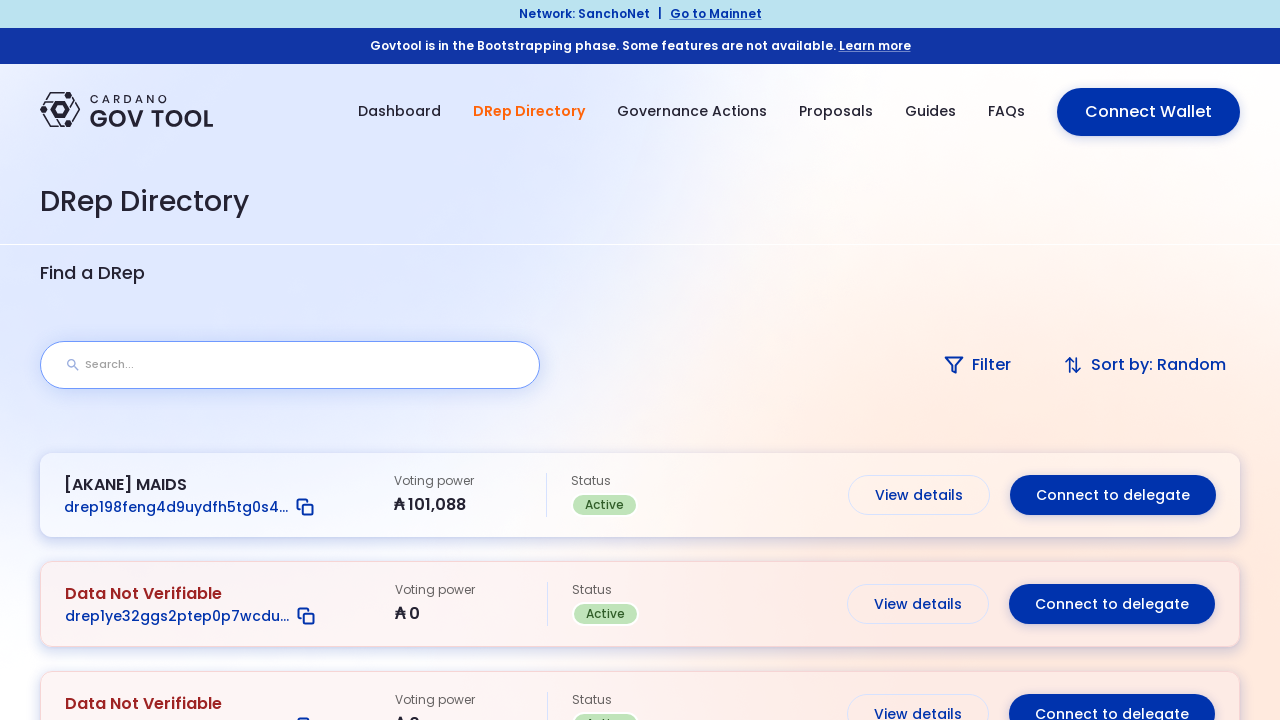 Network: SanchoNet | Go to Mainnet
Govtool is in the Bootstrapping phase. Some features are not available. Learn more
CARDANO
GOV TOOL
Dashboard DRep Directory Governance Actions Proposals Guides FAQs Connect Wallet
DRep Directory
Find a DRep
Search...
Filter Sort by: Random
[AKANE] MAIDS
drep198feng4d9uydfh5tg0s4...
Voting power
₳ 101,088
Status
Active
View details
Connect to delegate
Data Not Verifiable
drep1ye32ggs2ptep0p7wcdu...
Voting power
₳ 0
Status
Active
View details
Connect to delegate
Data Not Verifiable
Voting power
Status
View details
Connect to delegate